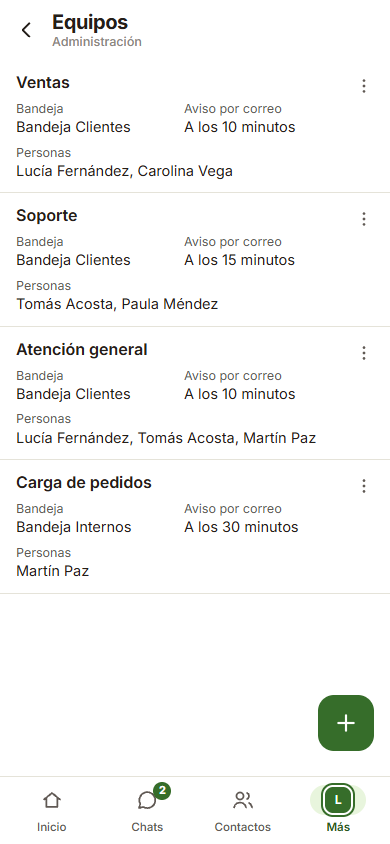 Equipos
Administración
Ventas
Bandeja Aviso por correo
Bandeja Clientes A los 10 minutos
Personas
Lucía Fernández, Carolina Vega
Soporte
Bandeja Aviso por correo
Bandeja Clientes A los 15 minutos
Personas
Tomás Acosta, Paula Méndez
Atención general
Bandeja Aviso por correo
Bandeja Clientes A los 10 minutos
Personas
Lucía Fernández, Tomás Acosta, Martín Paz
Carga de pedidos
Bandeja Aviso por correo
Bandeja Internos A los 30 minutos
Personas
Martín Paz
2
L
Inicio Chats Contactos Más